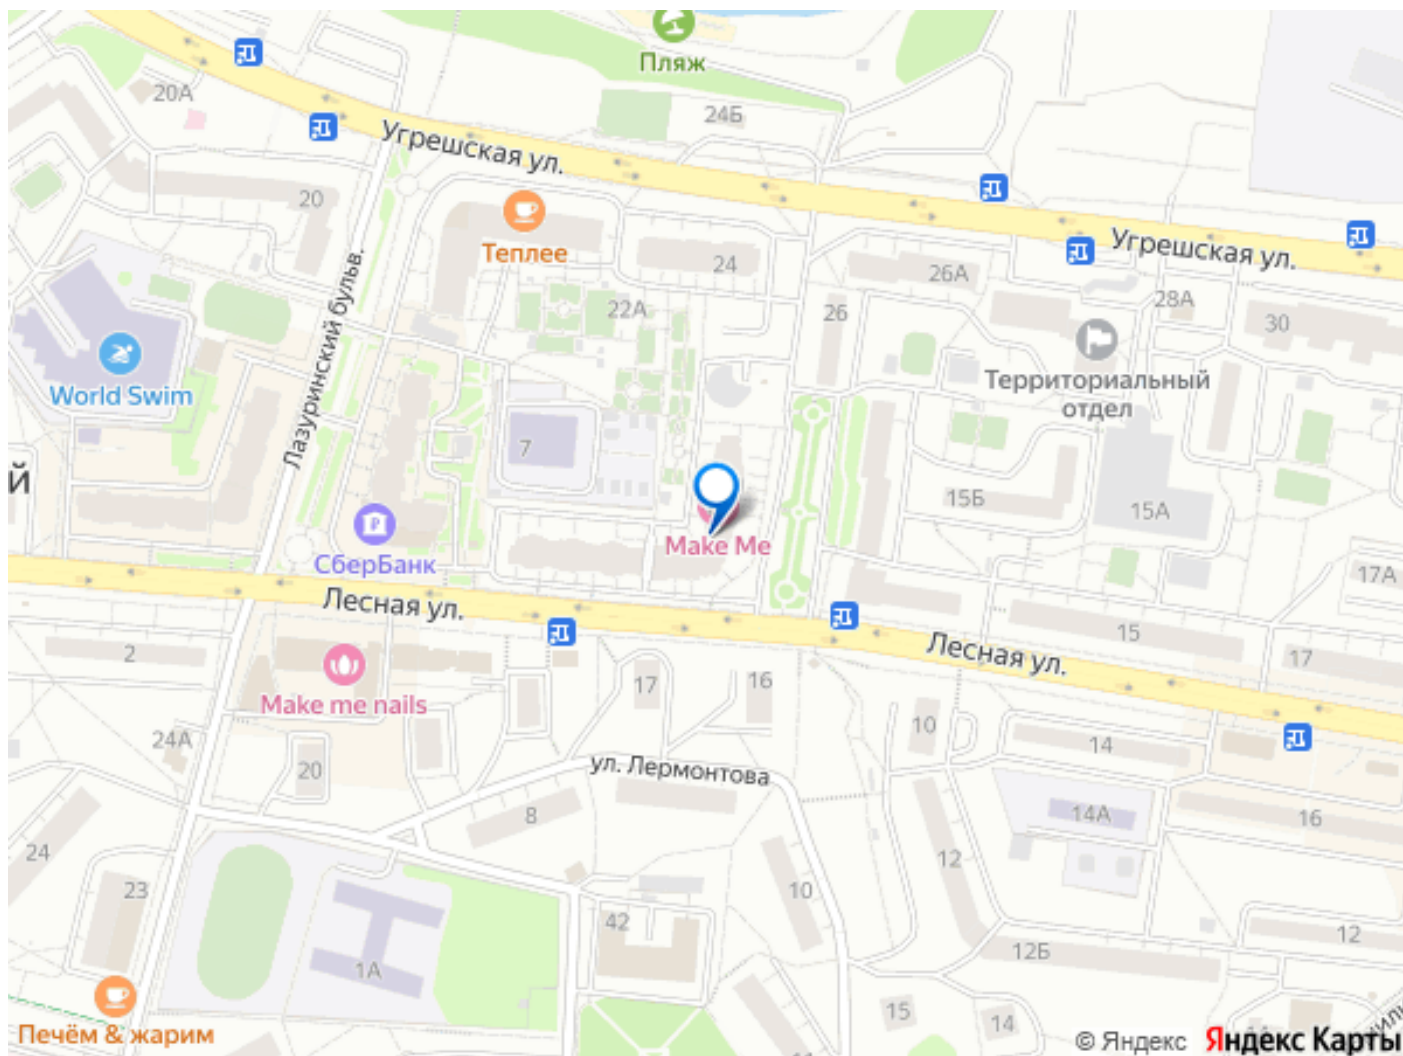 Пляж
20А
24Б
Угрешская ул.
20
Теплее
24
26А
Угрешская ул.
22А
26
28А
30
Лазуринский бульв.
World Swim
Территориальный
отдел
7
й
15Б
15А
Make Me
СберБанк
17А
Лесная ул.
15
Лесная ул.
17
2
17
16
Make me nails
10
14
24А
20
ул. Лермонтова
8
14А
16
24
12
23
10
42
12
12Б
1А
15
14
Печём & жарим
© Яндекс
Яндекс Карты